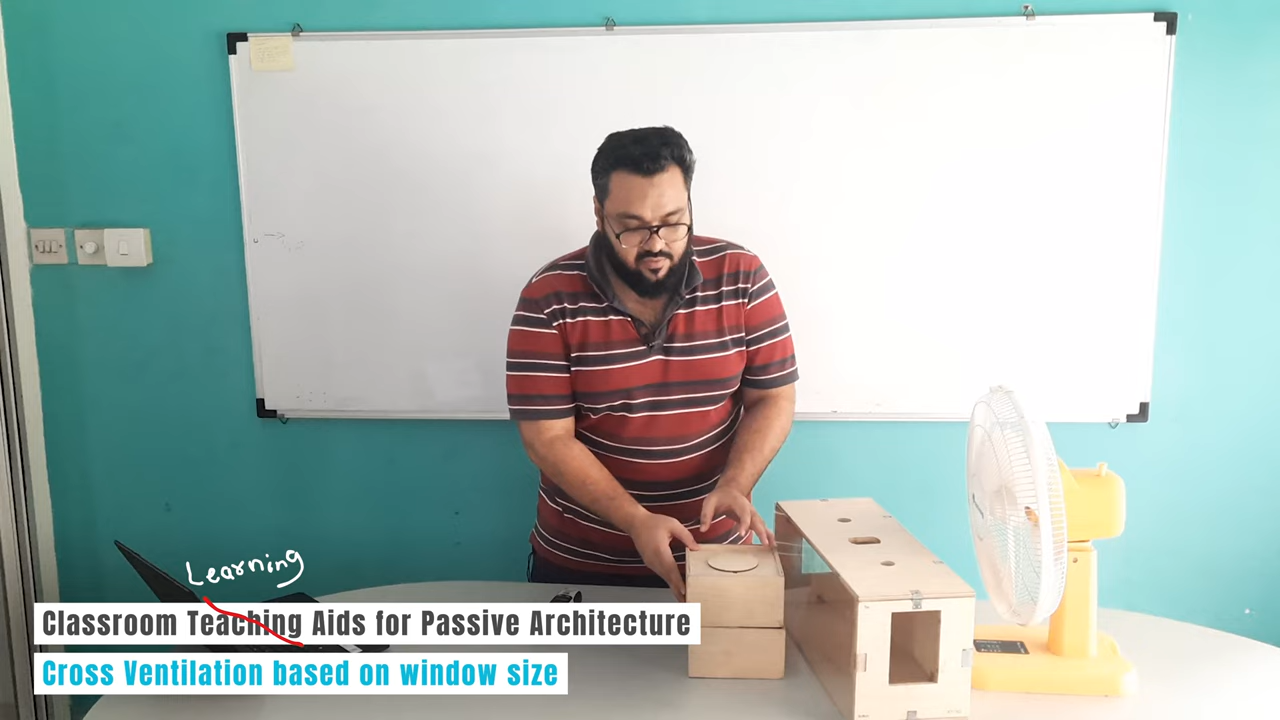 Learning
Classroom Teaching Aids for Passive Architecture
Cross Ventilation based on window size